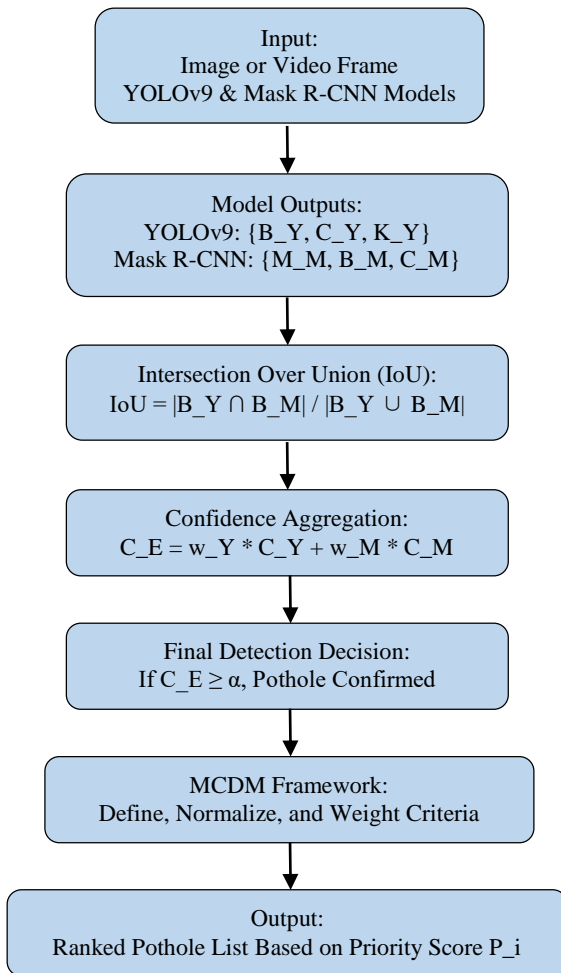 Input:
Image or Video Frame
YOLOv9 & Mask R-CNN Models
Model Outputs:
YOLOv9: {B_Y, C_Y, K_Y}
Mask R-CNN: {M_M, B_M, C_M}
Intersection Over Union (IoU):
IoU = |B_Y ∩ B_M| / |B_Y ∪ B_M|
Confidence Aggregation:
C_E = w_Y * C_Y + w_M * C_M
Final Detection Decision:
If C_E ≥ α, Pothole Confirmed
MCDM Framework:
Define, Normalize, and Weight Criteria
Output:
Ranked Pothole List Based on Priority Score P_i